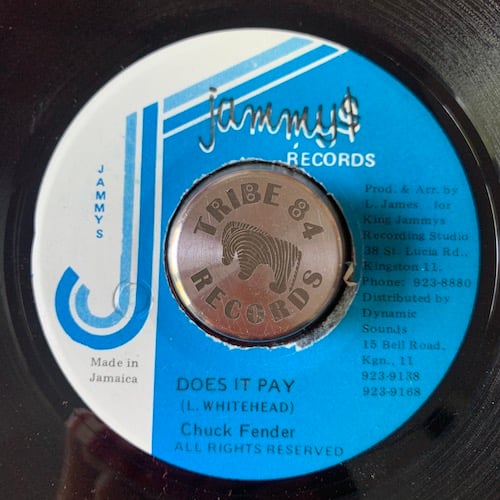 jammy$
RECORDS
JAMMYS
TRIBE 84
RECORDS
Prod. & Arr. by
L. James for
King Jammys
Recording Studio
38 St. Lucia Rd.,
Kingston 11,
Phone: 923-8880
Distributed by
Dynamic
Sounds
15 Bell Road,
Kgn., 11
923-9138
923-9168
Made in
Jamaica
DOES IT PAY
(L. WHITEHEAD)
Chuck Fender
ALL RIGHTS RESERVED